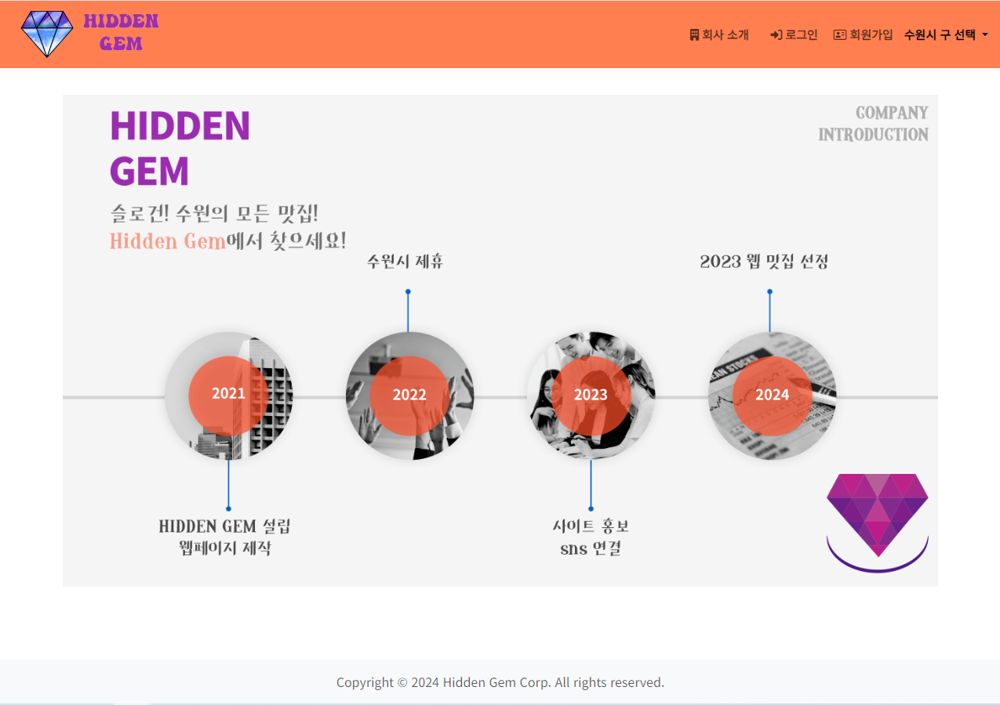 HIDDEN
GEM
회사 소개
로그인
회원가입
수원시 구 선택
HIDDEN
GEM
COMPANY
INTRODUCTION
슬로건! 수원의 모든 맛집!
Hidden Gem에서 찾으세요!
수원시 제휴
2023 웹 맛집 선정
2021
2022
2023
2024
HIDDEN GEM 설립
웹페이지 제작
사이트 홍보
sns 연결
Copyright © 2024 Hidden Gem Corp. All rights reserved.